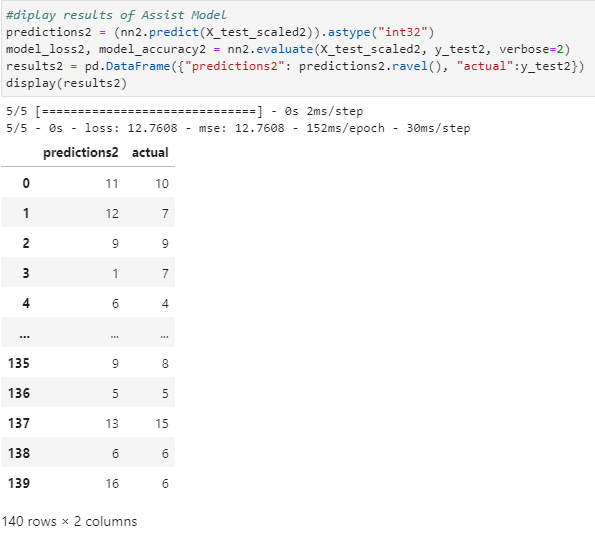 #diplay results of Assist Model
predictions2 = (nn2.predict(X_test_scaled2)).astype("int32")
model_loss2, model_accuracy2 = nn2.evaluate(X_test_scaled2, y_test2, verbose=2)
results2 = pd.DataFrame({"predictions2": predictions2.ravel(), "actual":y_test2})
display(results2)
5/5 [==============================] - 0s 2ms/step
5/5 - 0s - loss: 12.7608 - mse: 12.7608 - 152ms/epoch - 30ms/step
predictions2 actual
0 11 10
1 12 7
2 9 9
3 1 7
4 6 4
... ... ...
135 9 8
136 5 5
137 13 15
138 6 6
139 16 6
140 rows × 2 columns